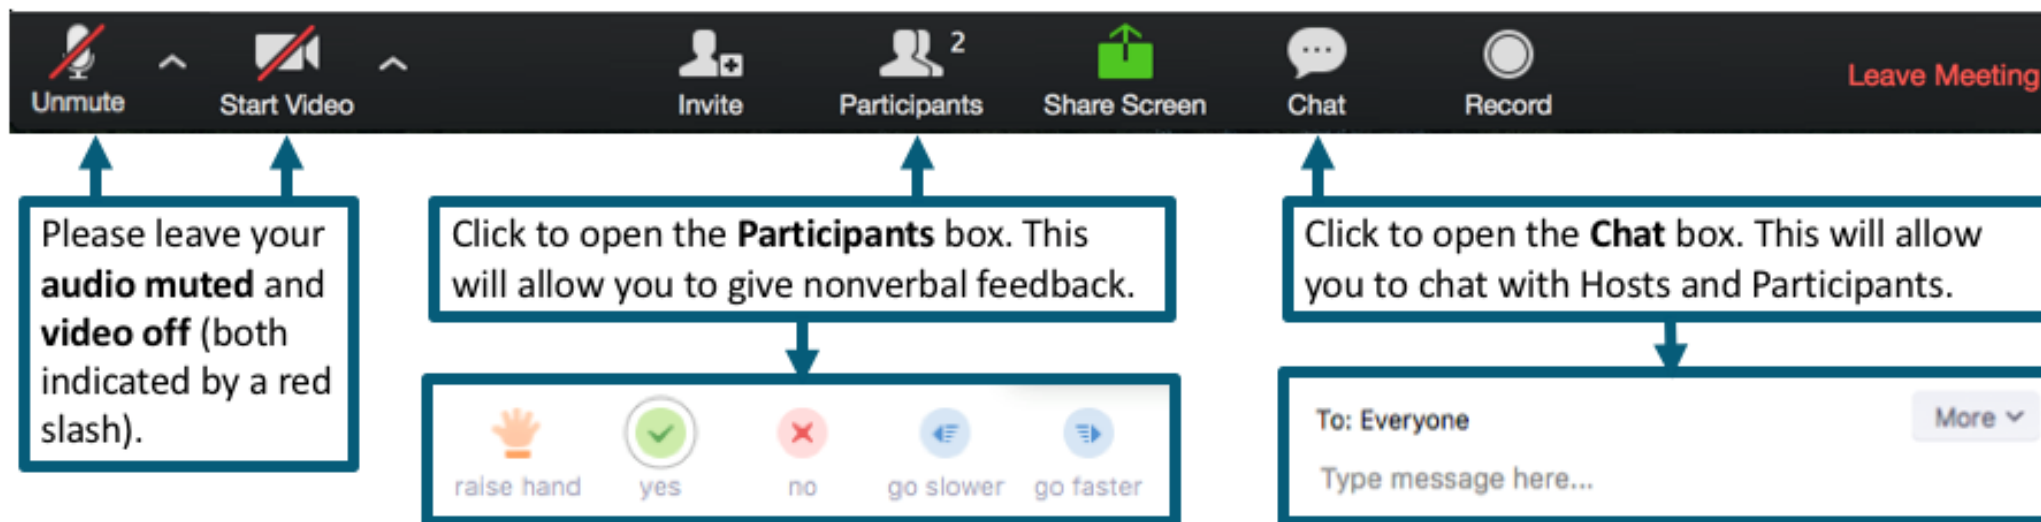 Unmute
Start Video
Invite
Participants
2
Share Screen
Chat
Record
Leave Meeting
Please leave your
audio muted and
video off (both
indicated by a red
slash).
Click to open the Participants box. This
will allow you to give nonverbal feedback.
Click to open the Chat box. This will allow
you to chat with Hosts and Participants.
raise hand
yes
no
go slower
go faster
To: Everyone
More
Type message here...